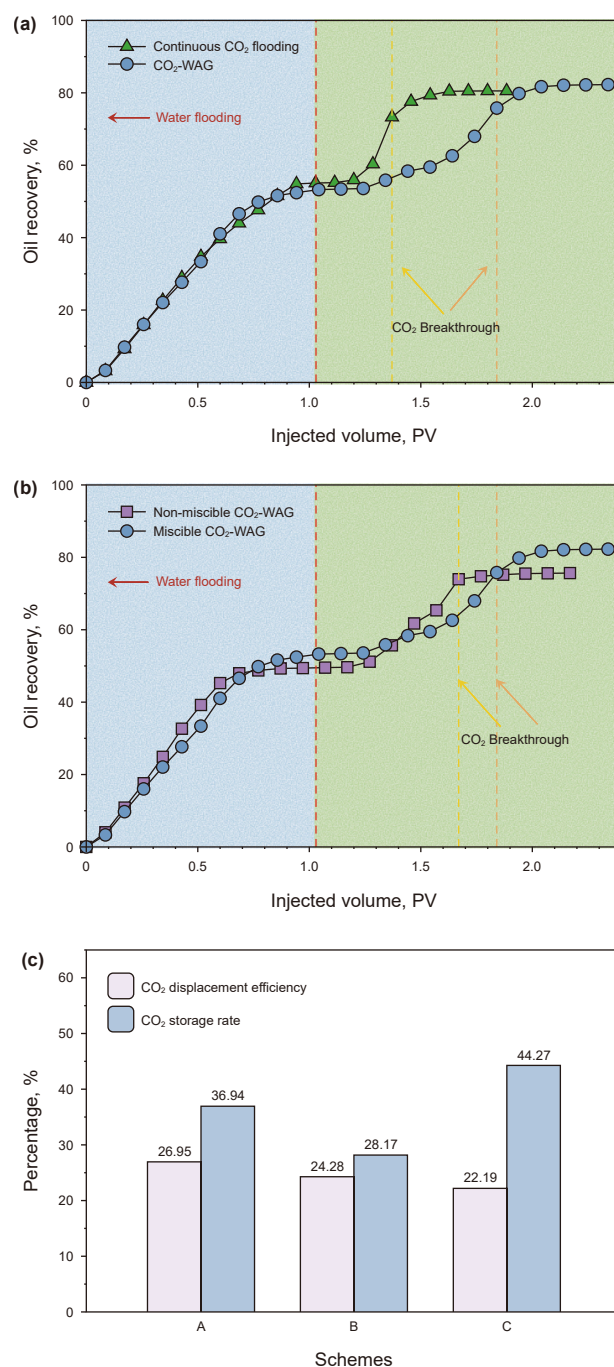 (a)
100
80
60
40
20
0
Oil recovery, %
Continuous CO₂ flooding
CO₂-WAG
Water flooding
CO₂ Breakthrough
0 0.5 1.0 1.5 2.0
Injected volume, PV
(b)
100
80
60
40
20
0
Oil recovery, %
Non-miscible CO₂-WAG
Miscible CO₂-WAG
Water flooding
CO₂ Breakthrough
0 0.5 1.0 1.5 2.0
Injected volume, PV
(c)
60
50
40
30
20
10
0
Percentage, %
CO₂ displacement efficiency
CO₂ storage rate
26.95 36.94 24.28 28.17 22.19 44.27
A B C
Schemes